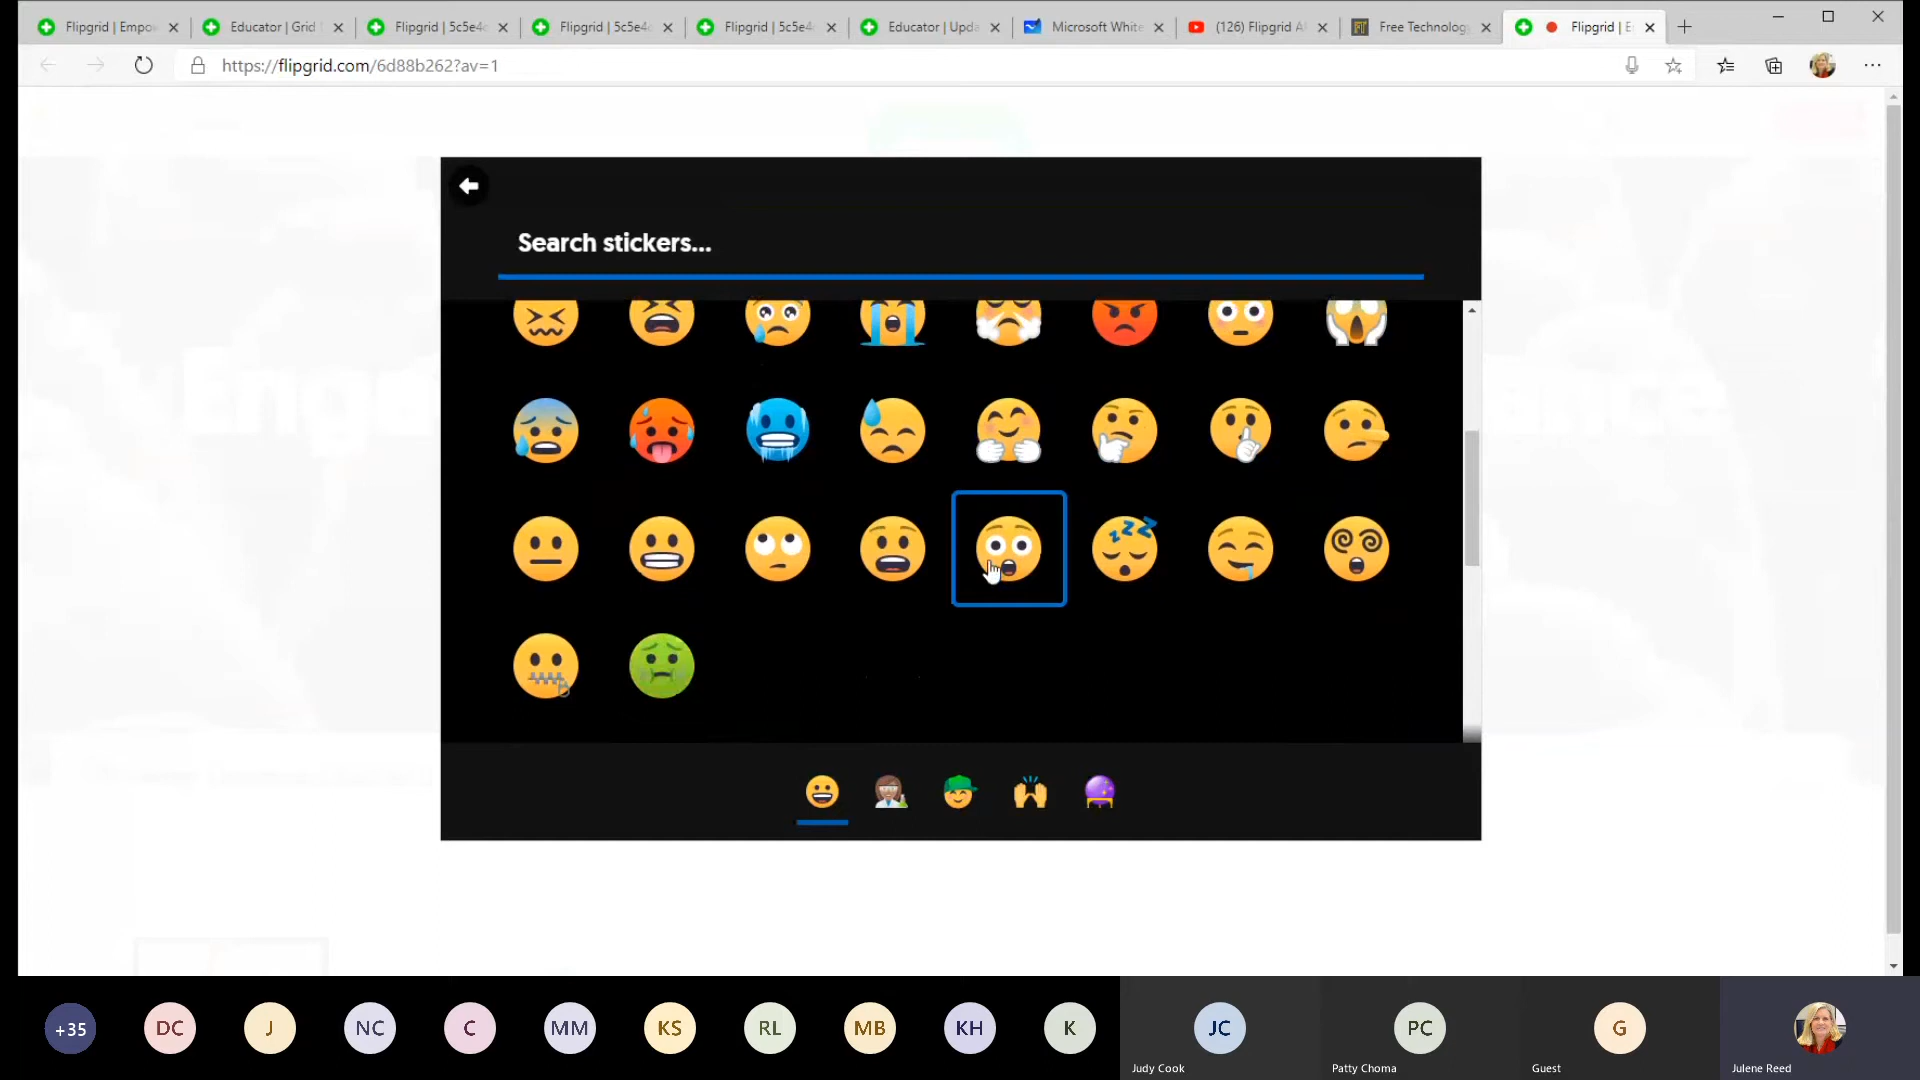 Flipgrid | Empo
Educator | Grid
Flipgrid | 5c5e4
Flipgrid | 5c5e4
Flipgrid | 5c5e4
Educator | Upda
Microsoft White
(126) Flipgrid A
Free Technology
Flipgrid | E
https://flipgrid.com/6d88b262?av=1
Search stickers...
+35
DC
J
NC
C
MM
KS
RL
MB
KH
K
JC
PC
G
Judy Cook
Patty Choma
Guest
Julene Reed